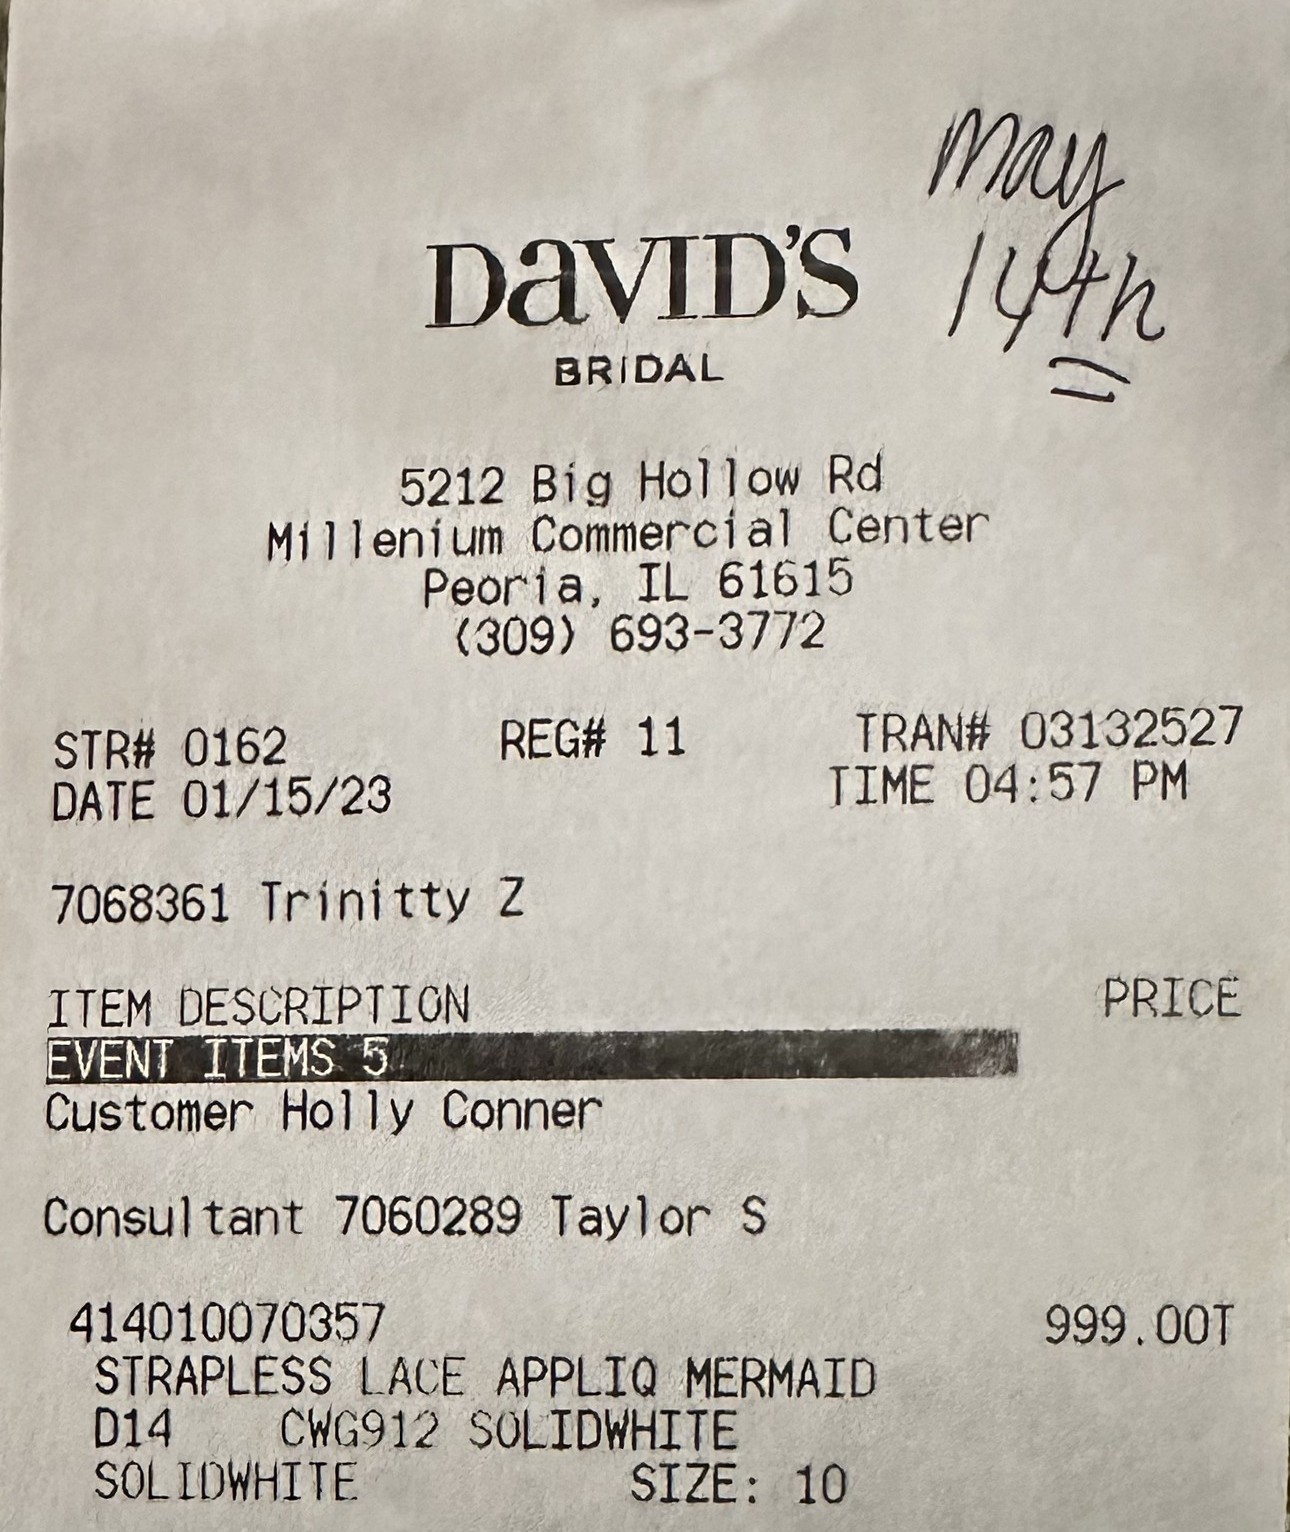 May
14th
DaVID'S
BRIDAL
5212 Big Hollow Rd
Millenium Commercial Center
Peoria, IL 61615
(309) 693-3772
STR# 0162 REG# 11 TRAN# 03132527
DATE 01/15/23 TIME 04:57 PM
7068361 Trinitty Z
ITEM DESCRIPTION PRICE
EVENT ITEMS 5
Customer Holly Conner
Consultant 7060289 Taylor S
414010070357 999.00T
STRAPLESS LACE APPLIQ MERMAID
D14 CWG912 SOLIDWHITE
SOLIDWHITE SIZE: 10